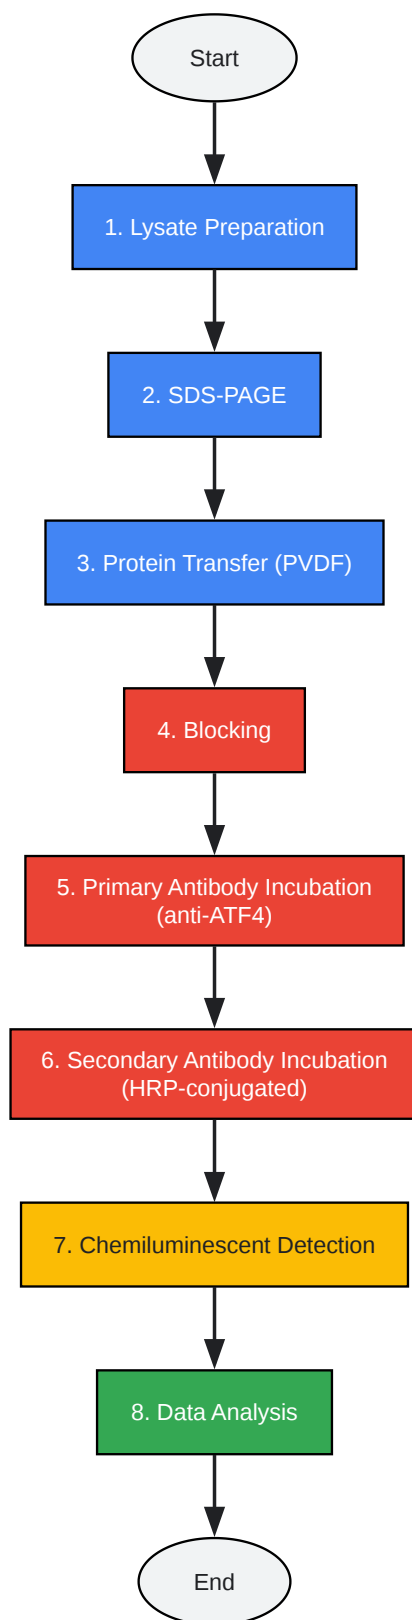 Start
1. Lysate Preparation
2. SDS-PAGE
3. Protein Transfer (PVDF)
4. Blocking
5. Primary Antibody Incubation
(anti-ATF4)
6. Secondary Antibody Incubation
(HRP-conjugated)
7. Chemiluminescent Detection
8. Data Analysis
End